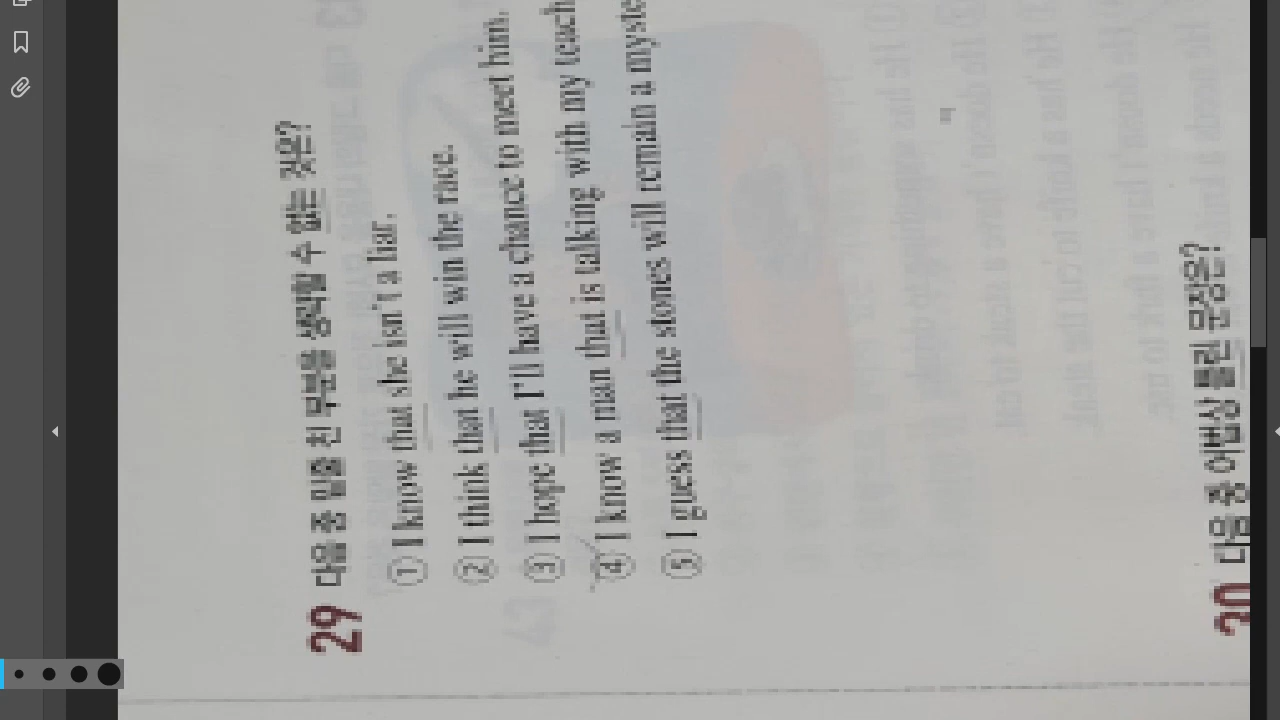 29 다음 중 밑줄 친 부분을 생략할 수 없는 것은?
① I know that she isn't a liar.
② I think that he will win the race.
③ I hope that I'll have a chance to meet him.
④ I know a man that is talking with my teach
⑤ I guess that the stones will remain a myste
30 다음 중 어법상 틀린 문장은?